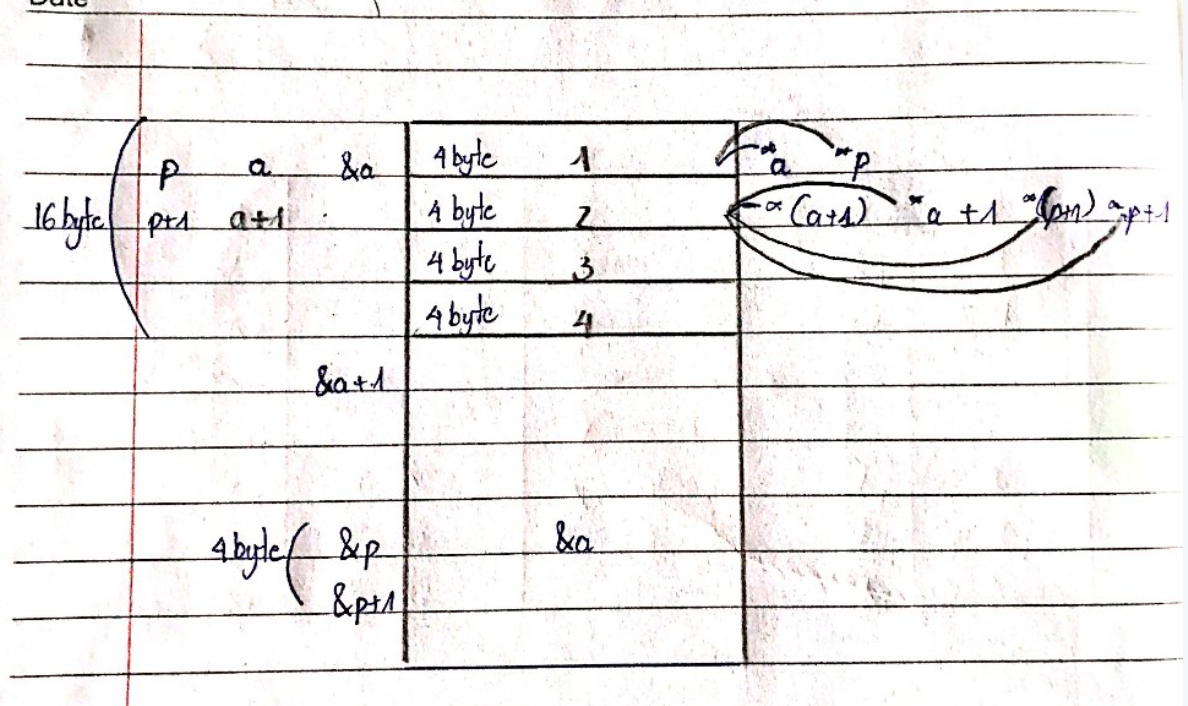 Date
p a &a 4 byte 1 *a *p
16 byte p+1 a+1 4 byte 2 *(a+1) *a +1 *(p+1) *p+1
4 byte 3
4 byte 4
&a+1
4 byte &p &a
&p+1